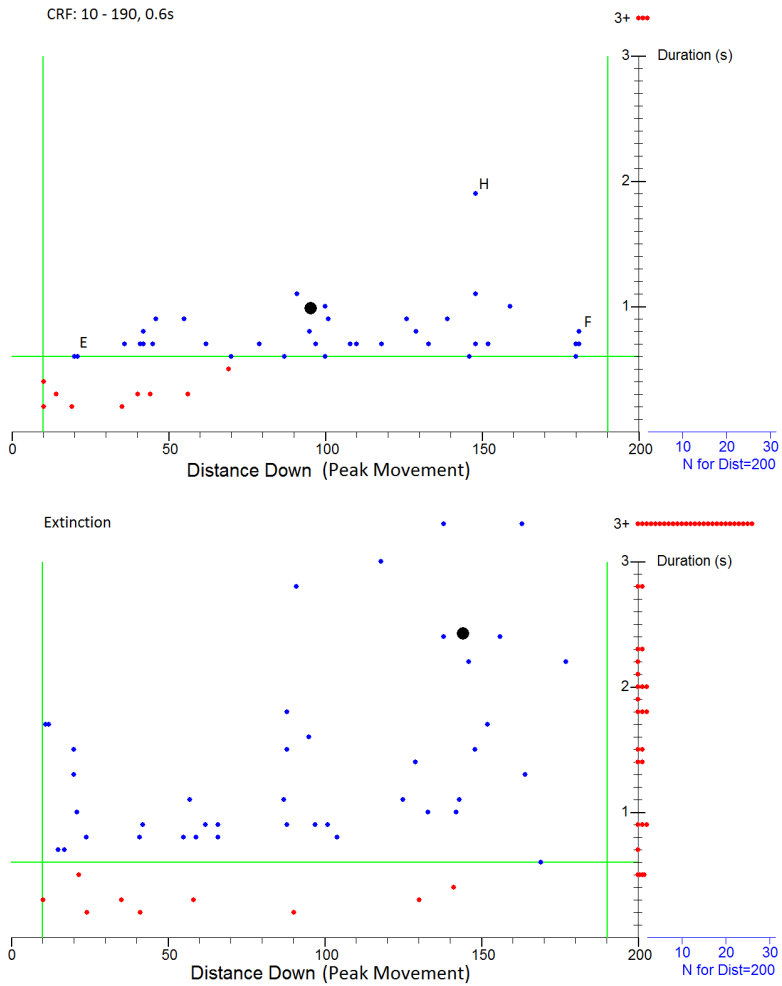 CRF: 10 - 190, 0.6s
3+
3 Duration (s)
2
H
1
F
E
0 50 100 150 200
10 20 30
Distance Down (Peak Movement)
N for Dist=200
Extinction
3+
3 Duration (s)
2
1
0 50 100 150 200
10 20 30
Distance Down (Peak Movement)
N for Dist=200